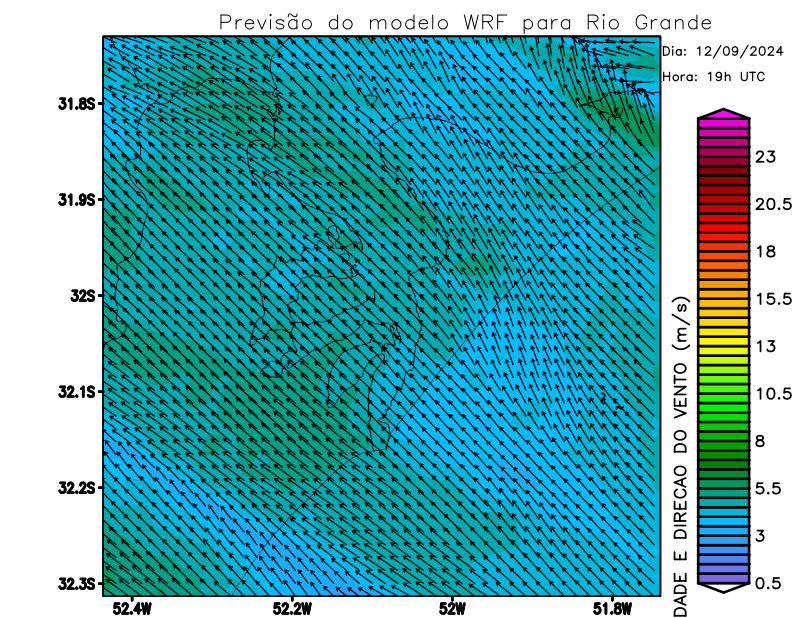 Previsão do modelo WRF para Rio Grande
Dia: 12/09/2024
Hora: 19h UTC
31.8S
31.9S
32S
32.1S
32.2S
32.3S
52.4W
52.2W
52W
51.8W
23
20.5
18
15.5
13
10.5
8
5.5
3
0.5
DADE E DIRECAO DO VENTO (m/s)